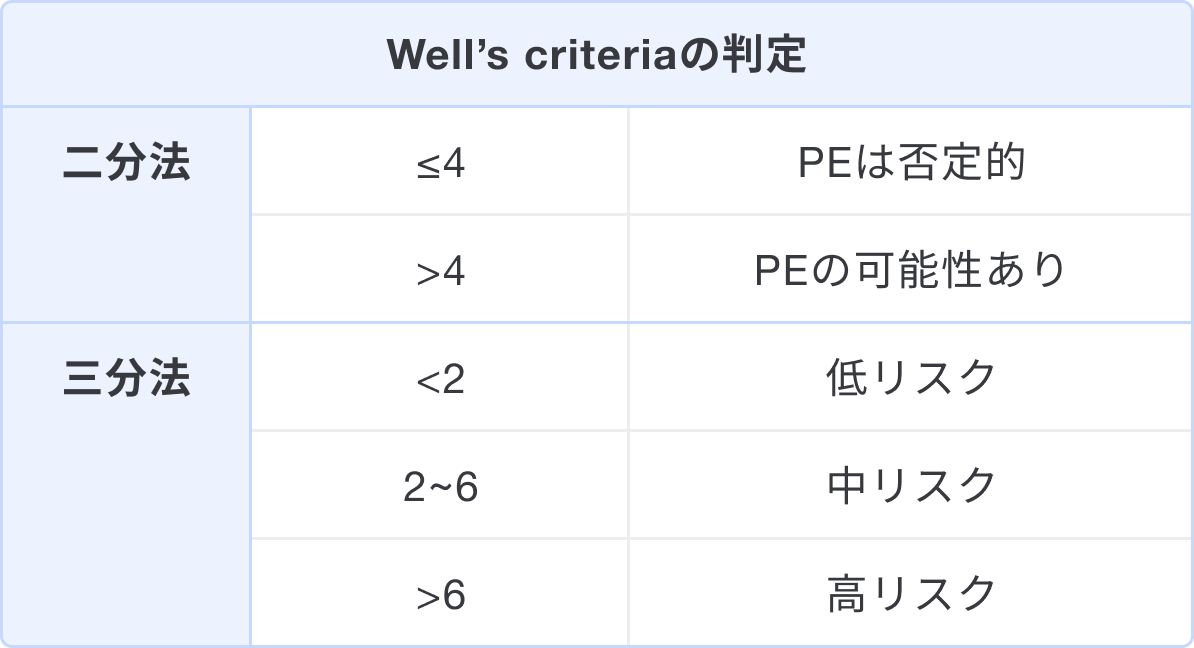 Well’s criteriaの判定
二分法 ≤4 PEは否定的
>4 PEの可能性あり
三分法 <2 低リスク
2~6 中リスク
>6 高リスク